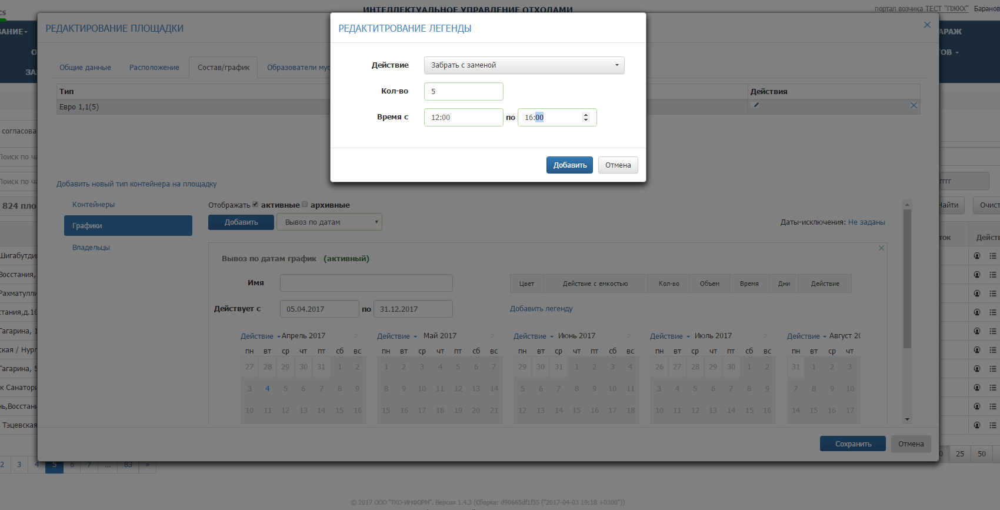 cs
ИНТЕЛЛЕКТУАЛЬНОЕ УПРАВЛЕНИЕ ОТХОДАМИ
портал возчика ТЕСТ "ПЖКХ" Баранов
РЕДАКТИРОВАНИЕ ПЛОЩАДКИ
РЕДАКТИТРОВАНИЕ ЛЕГЕНДЫ
ВАНИЕ
АРАЖ
О
ТОВ
ЗА
Общие данные
Расположение
Состав/график
Образователи мус
Действие
Забрать с заменой
Кол-во
5
Время с
12:00
по
16:00
Добавить
Отмена
Тип
Действия
Евро 1,1(5)
согласова
Поиск по ча
Поиск по ча
гггг
824 пло
Найти
Очист
Добавить новый тип контейнера на площадку
Контейнеры
Графики
Владельцы
Отображать активные архивные
Добавить
Вывоз по датам
Даты-исключения: Не заданы
ток
Действ
Вывоз по датам график (активный)
Имя
Цвет Действие с емкостью Кол-во Объем Время Дни Действие
Действует с 05.04.2017 по 31.12.2017
Добавить легенду
Шигабутди
Восстания,
Рахматулли
стания,д.10
Гагарина, 1
ская / Нурл
Гагарина, 5
к Санатори
нь,Восстани
Тэцевская
Действие Апрель 2017 >
пн вт ср чт пт сб вс
27 28 29 30 31 1 2
3 4 5 6 7 8 9
10 11 12 13 14 15 16
Действие Май 2017 >
пн вт ср чт пт сб вс
1 2 3 4 5 6 7
8 9 10 11 12 13 14
15 16 17 18 19 20 21
Действие Июнь 2017 >
пн вт ср чт пт сб вс
29 30 31 1 2 3 4
5 6 7 8 9 10 11
12 13 14 15 16 17 18
Действие Июль 2017 >
пн вт ср чт пт сб вс
26 27 28 29 30 1 2
3 4 5 6 7 8 9
10 11 12 13 14 15 16
Действие Август 20
пн вт ср чт
31 1 2 3
7 8 9 10
14 15 16 17
Сохранить
Отмена
2 3 4 5 6 7 ... 83 »
0 25 50
© 2017 ООО "ТКО-ИНФОРМ". Версия 1.4.3 (Сборка: d90665df1f35 ("2017-04-03 19:18 +0300"))